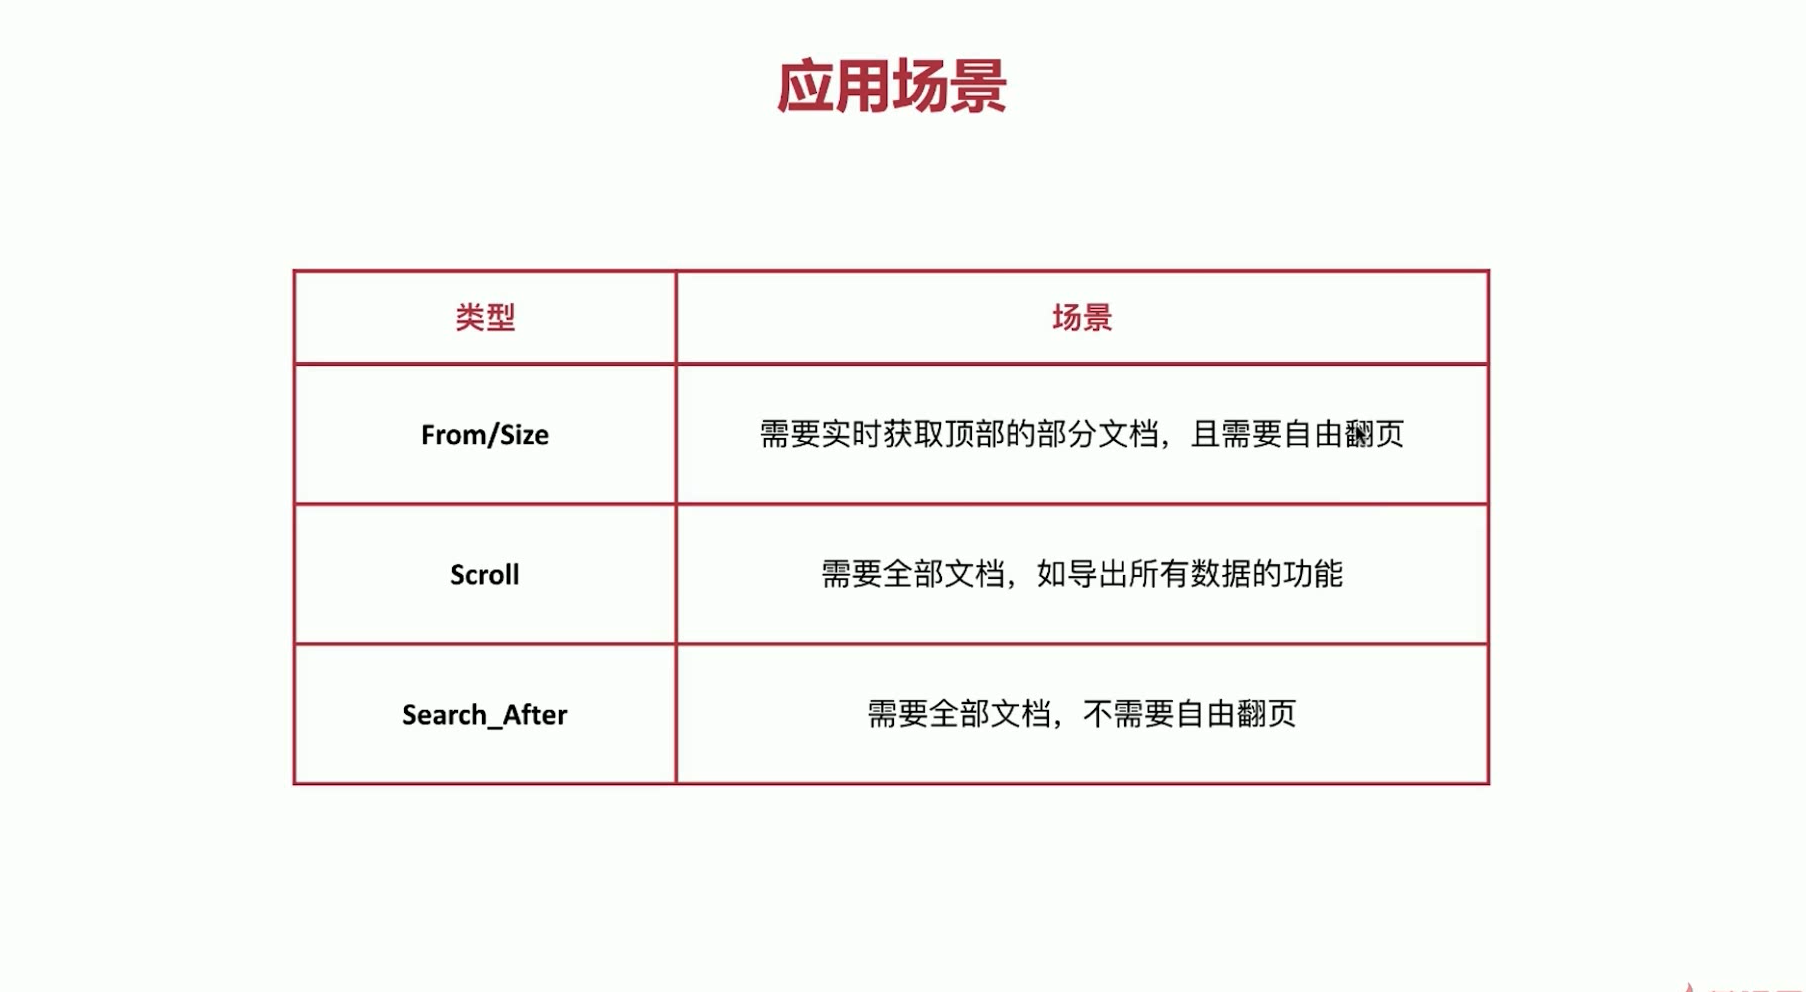 应用场景
类型
场景
From/Size
需要实时获取顶部的部分文档，且需要自由翻页
Scroll
需要全部文档，如导出所有数据的功能
Search_After
需要全部文档，不需要自由翻页